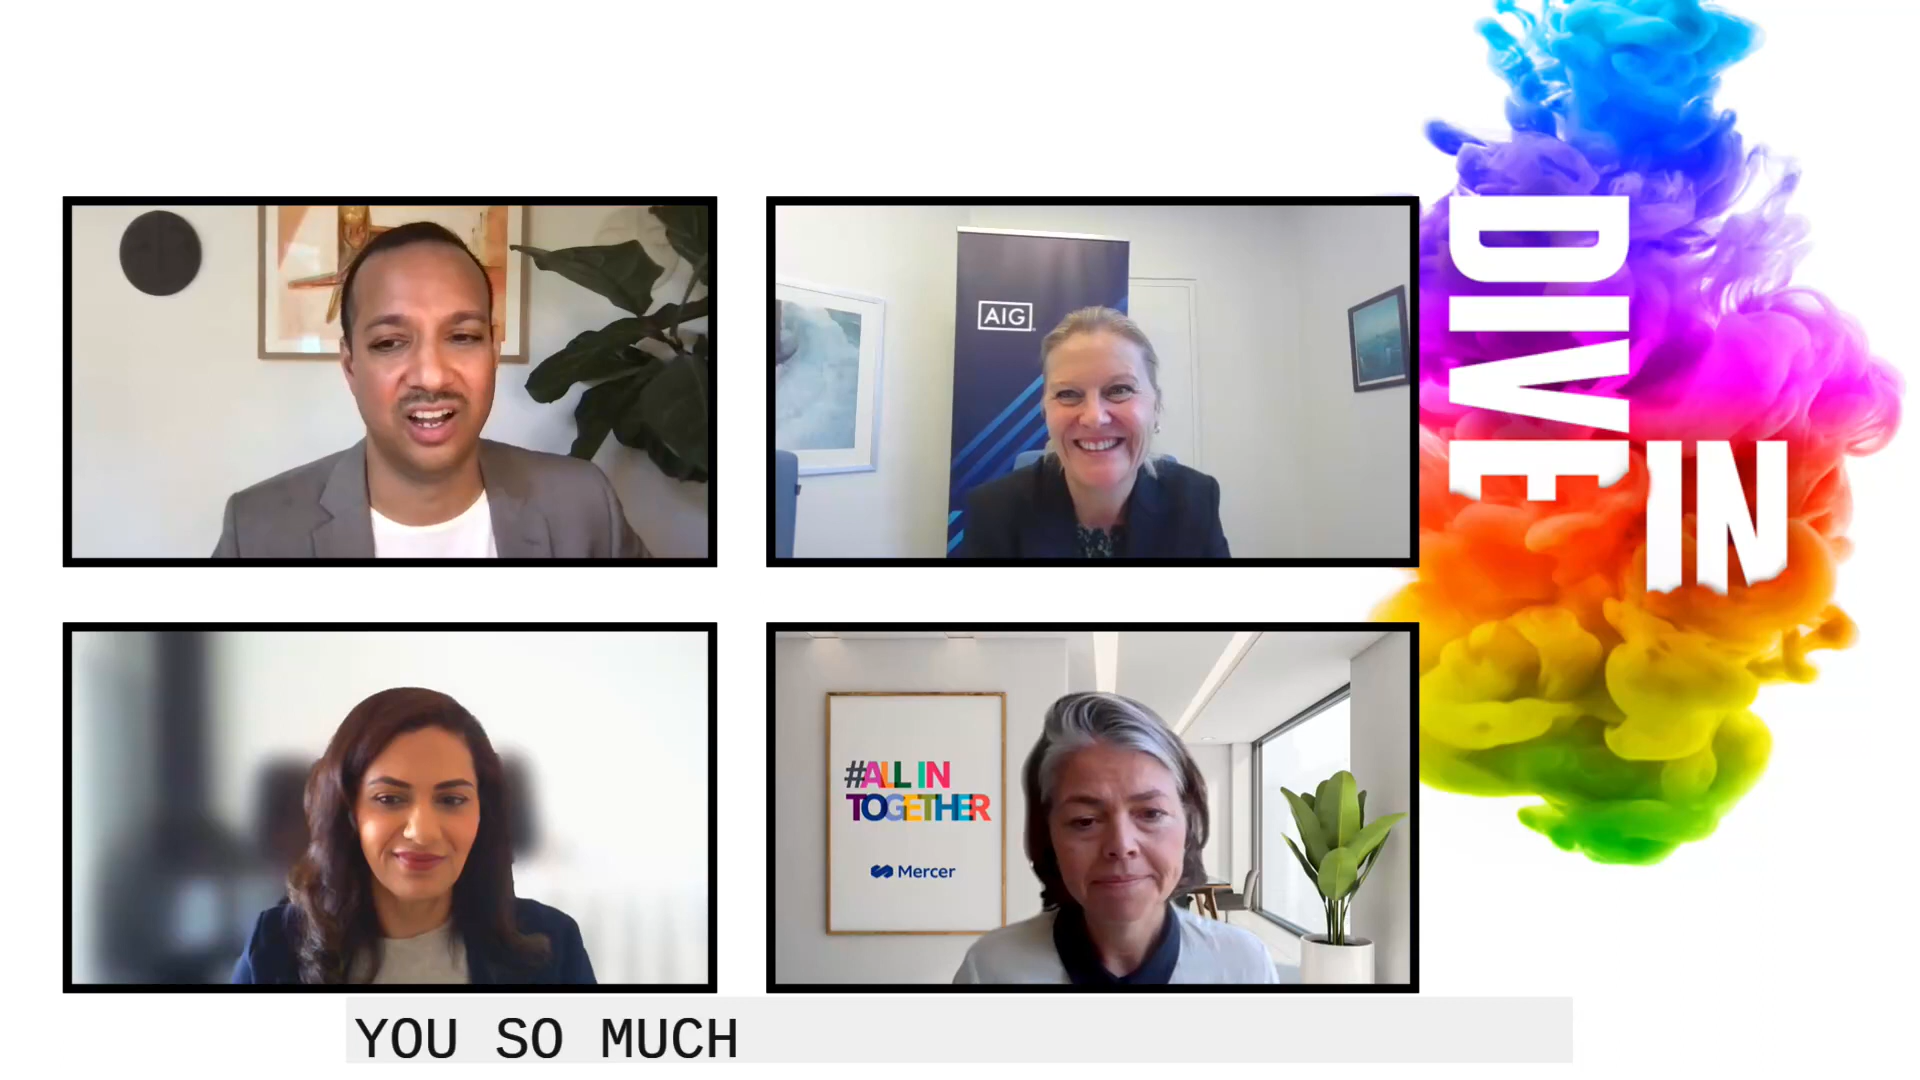 AIG
DIVE
IN
#ALL IN
TOGETHER
Mercer
YOU SO MUCH